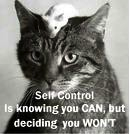 Self Control
Is knowing you CAN, but
deciding you WON'T